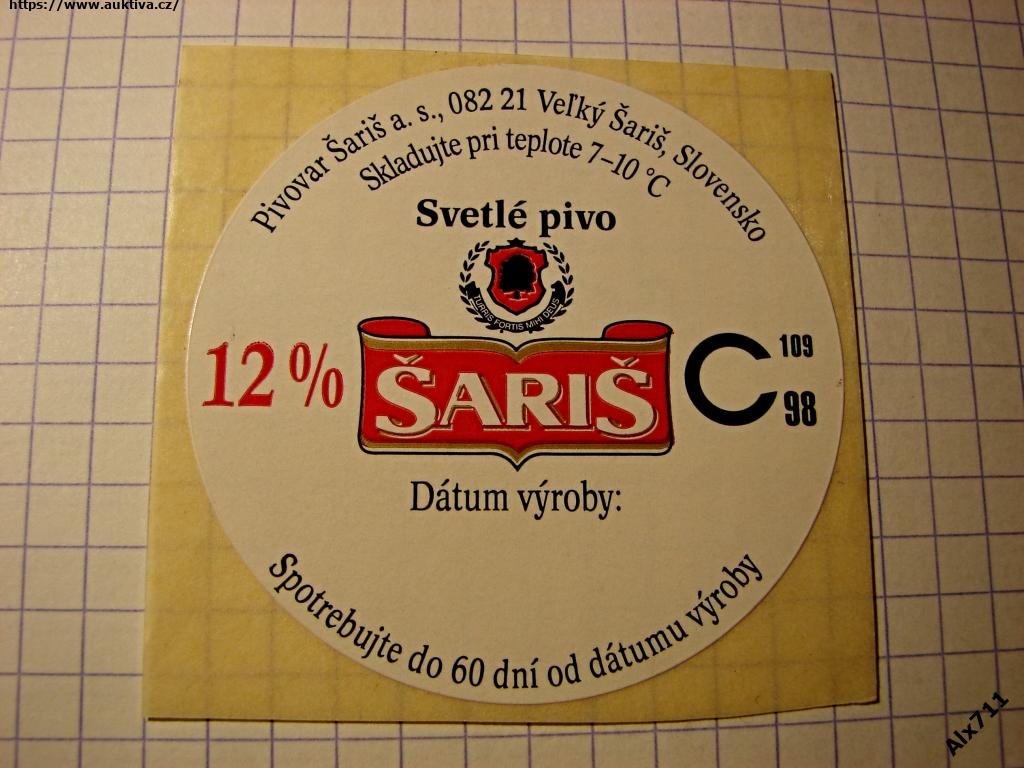 https://www.auktiva.cz/
Pivovar Šariš a. s., 082 21 Veľký Šariš, Slovensko
Skladujte pri teplote 7–10 °C
Svetlé pivo
TURRIS FORTIS MIHI DEUS
12 %
ŠARIŠ
C 109
98
Dátum výroby:
Spotrebujte do 60 dní od dátumu výroby
Alx711